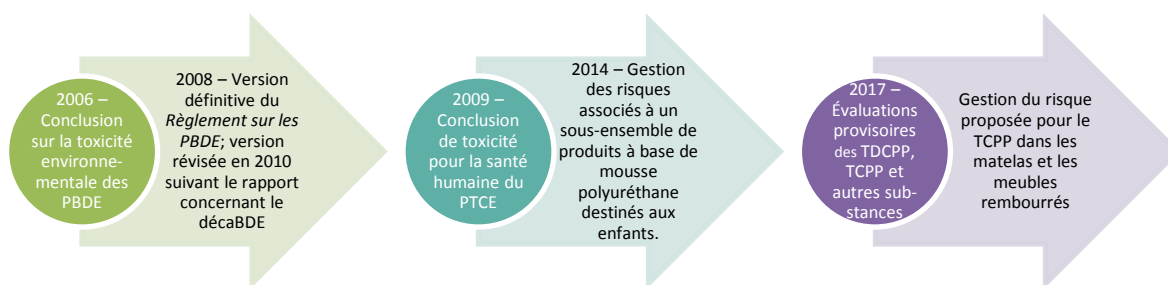 2006 –
Conclusion
sur la toxicité
environne-
mentale des
PBDE
2008 – Version
définitive du
Règlement sur les
PBDE; version
révisée en 2010
suivant le rapport
concernant le
décaBDE
2009 –
Conclusion
de toxicité
pour la santé
humaine du
PTCE
2014 – Gestion
des risques
associés à un
sous-ensemble de
produits à base de
mousse
polyuréthane
destinés aux
enfants.
2017 –
Évaluations
provisoires
des TDCPP,
TCPP et
autres sub-
stances
Gestion du risque
proposée pour le
TCPP dans les
matelas et les
meubles
rembourrés